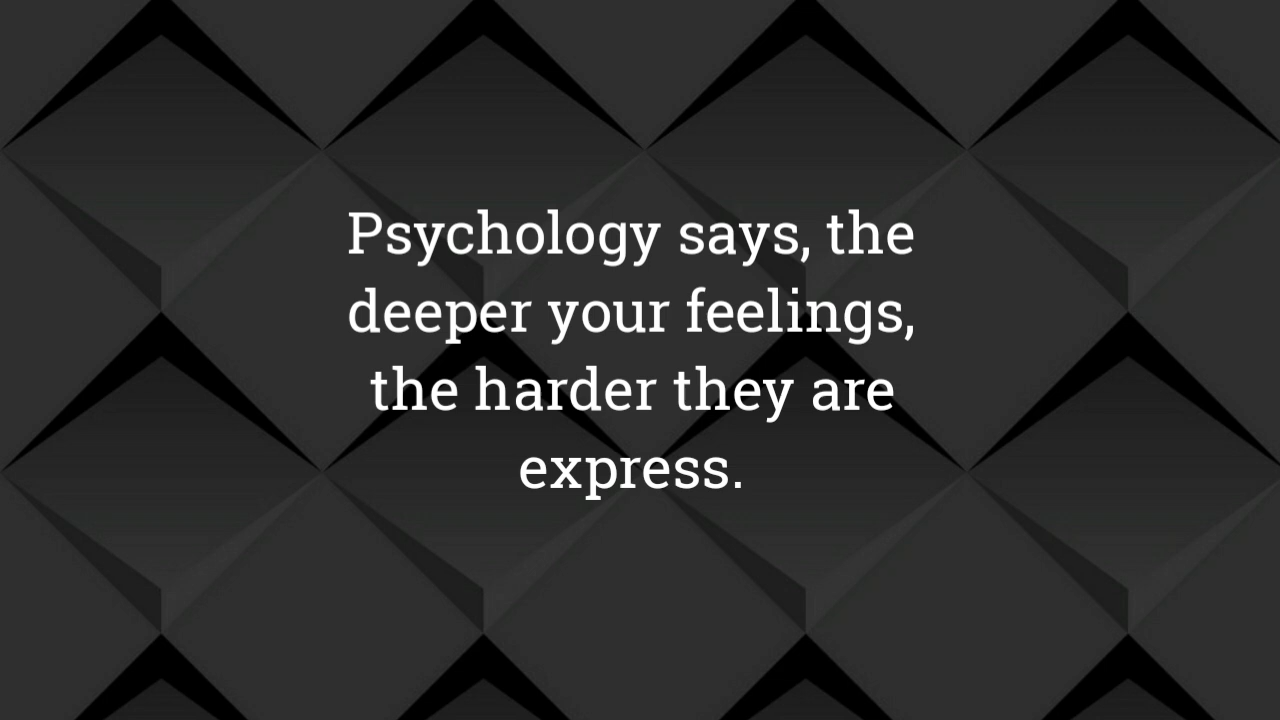 Psychology says, the
deeper your feelings,
the harder they are
express.